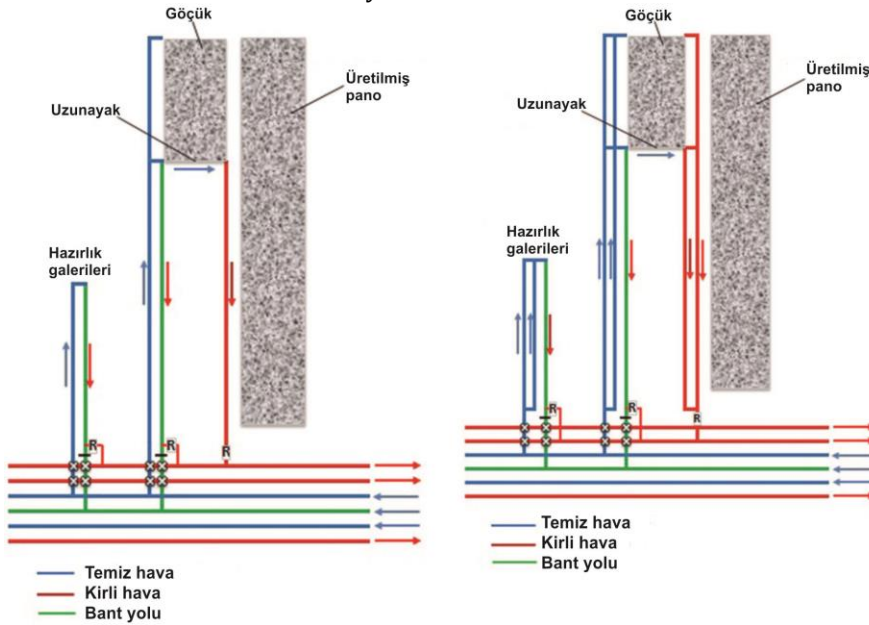 Göçük
Üretilmiş
pano
Uzunayak
Hazırlık
galerileri
R
R
R
Temiz hava
Kirli hava
Bant yolu
Göçük
Üretilmiş
pano
Uzunayak
Hazırlık
galerileri
R
R
R
Temiz hava
Kirli hava
Bant yolu